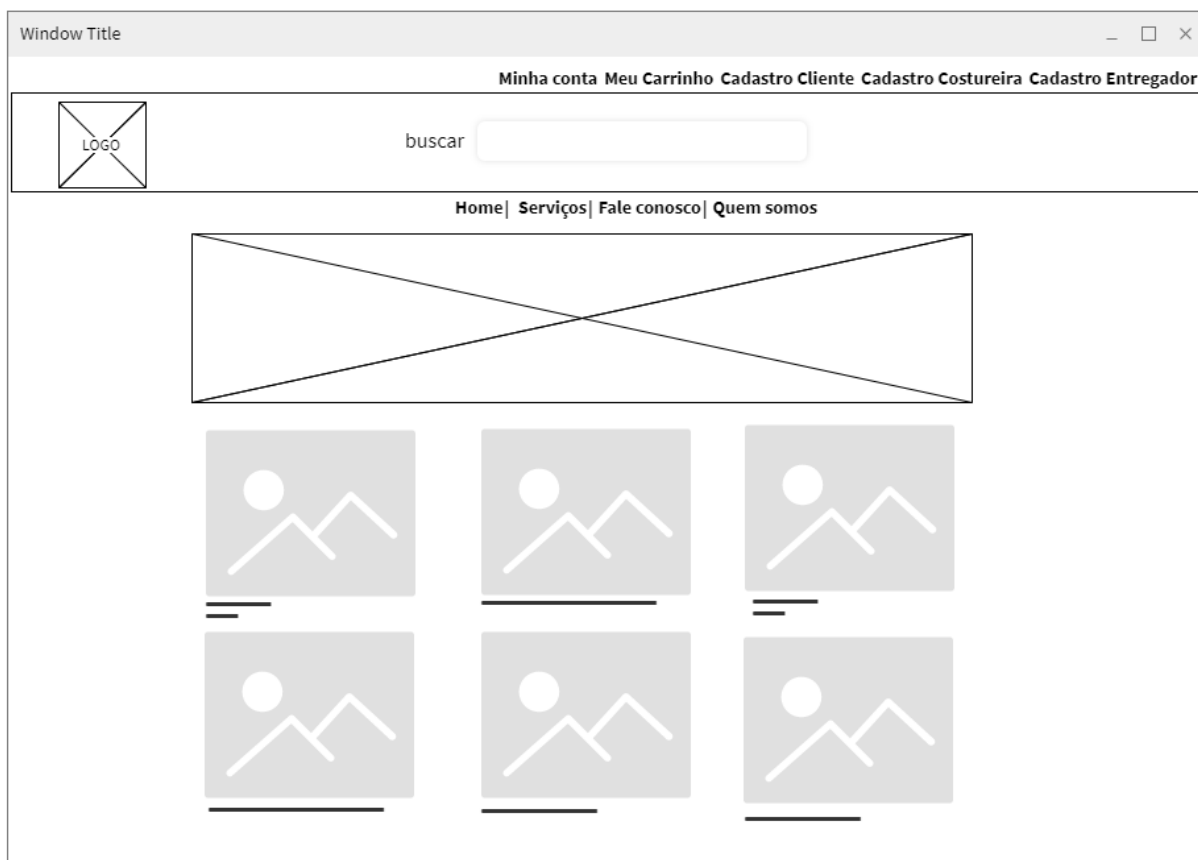 Window Title
Minha conta Meu Carrinho Cadastro Cliente Cadastro Costureira Cadastro Entregador
LOGO
buscar
Home| Serviços| Fale conosco| Quem somos